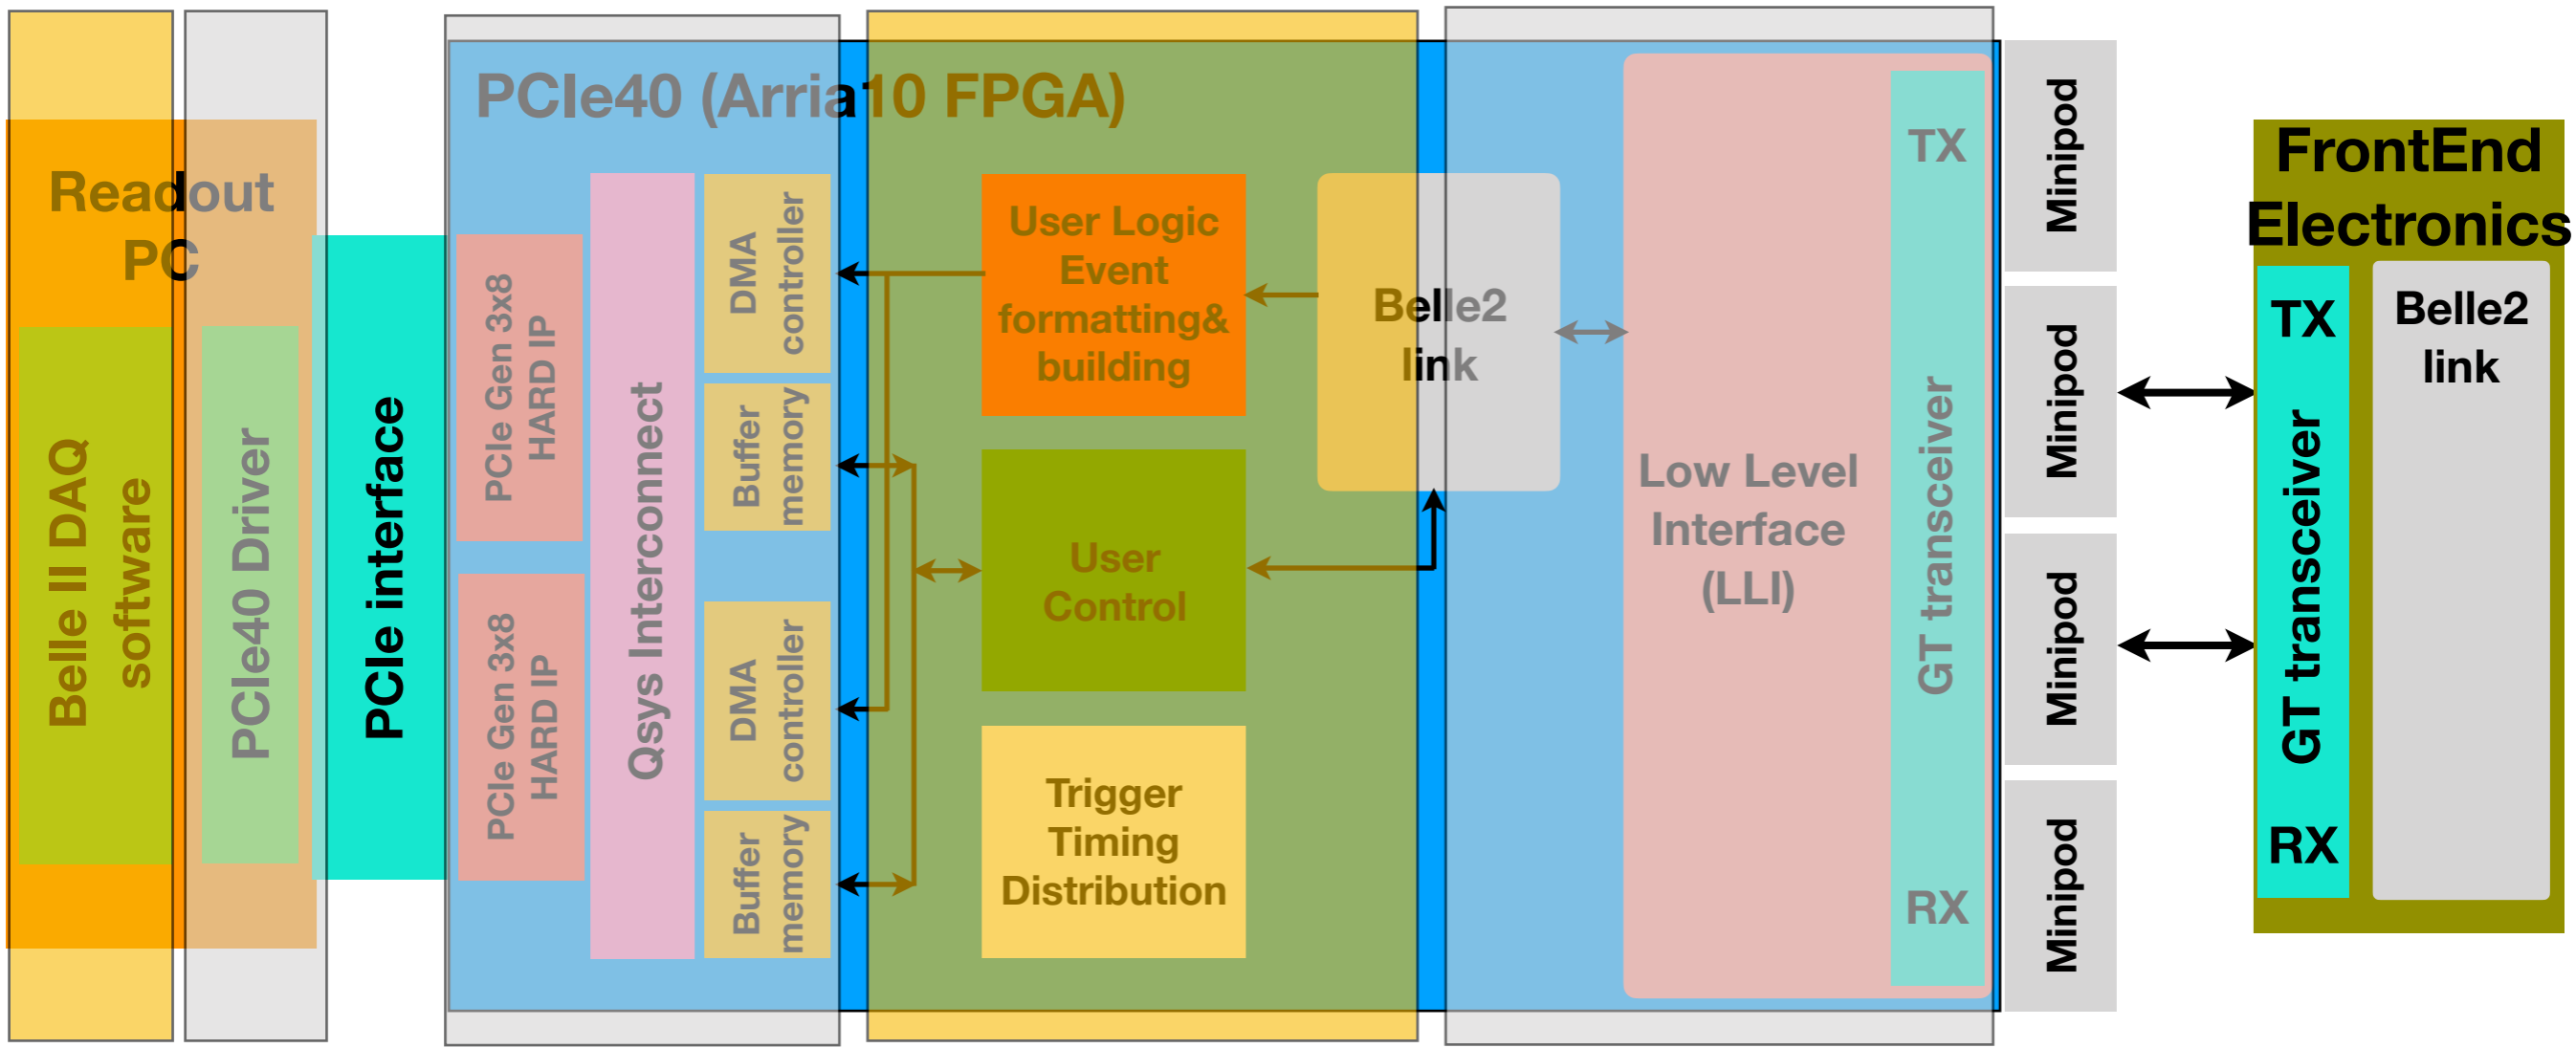 Readout
PC
Belle II DAQ
software
PCIe40 Driver
PCIe interface
PCIe40 (Arria10 FPGA)
PCIe Gen 3x8
HARD IP
PCIe Gen 3x8
HARD IP
Qsys Interconnect
DMA
controller
Buffer
memory
DMA
controller
Buffer
memory
User Logic
Event
formatting&
building
User
Control
Trigger
Timing
Distribution
Belle2
link
Low Level
Interface
(LLI)
TX
GT transceiver
RX
Minipod
Minipod
Minipod
Minipod
FrontEnd
Electronics
TX
GT transceiver
RX
Belle2
link